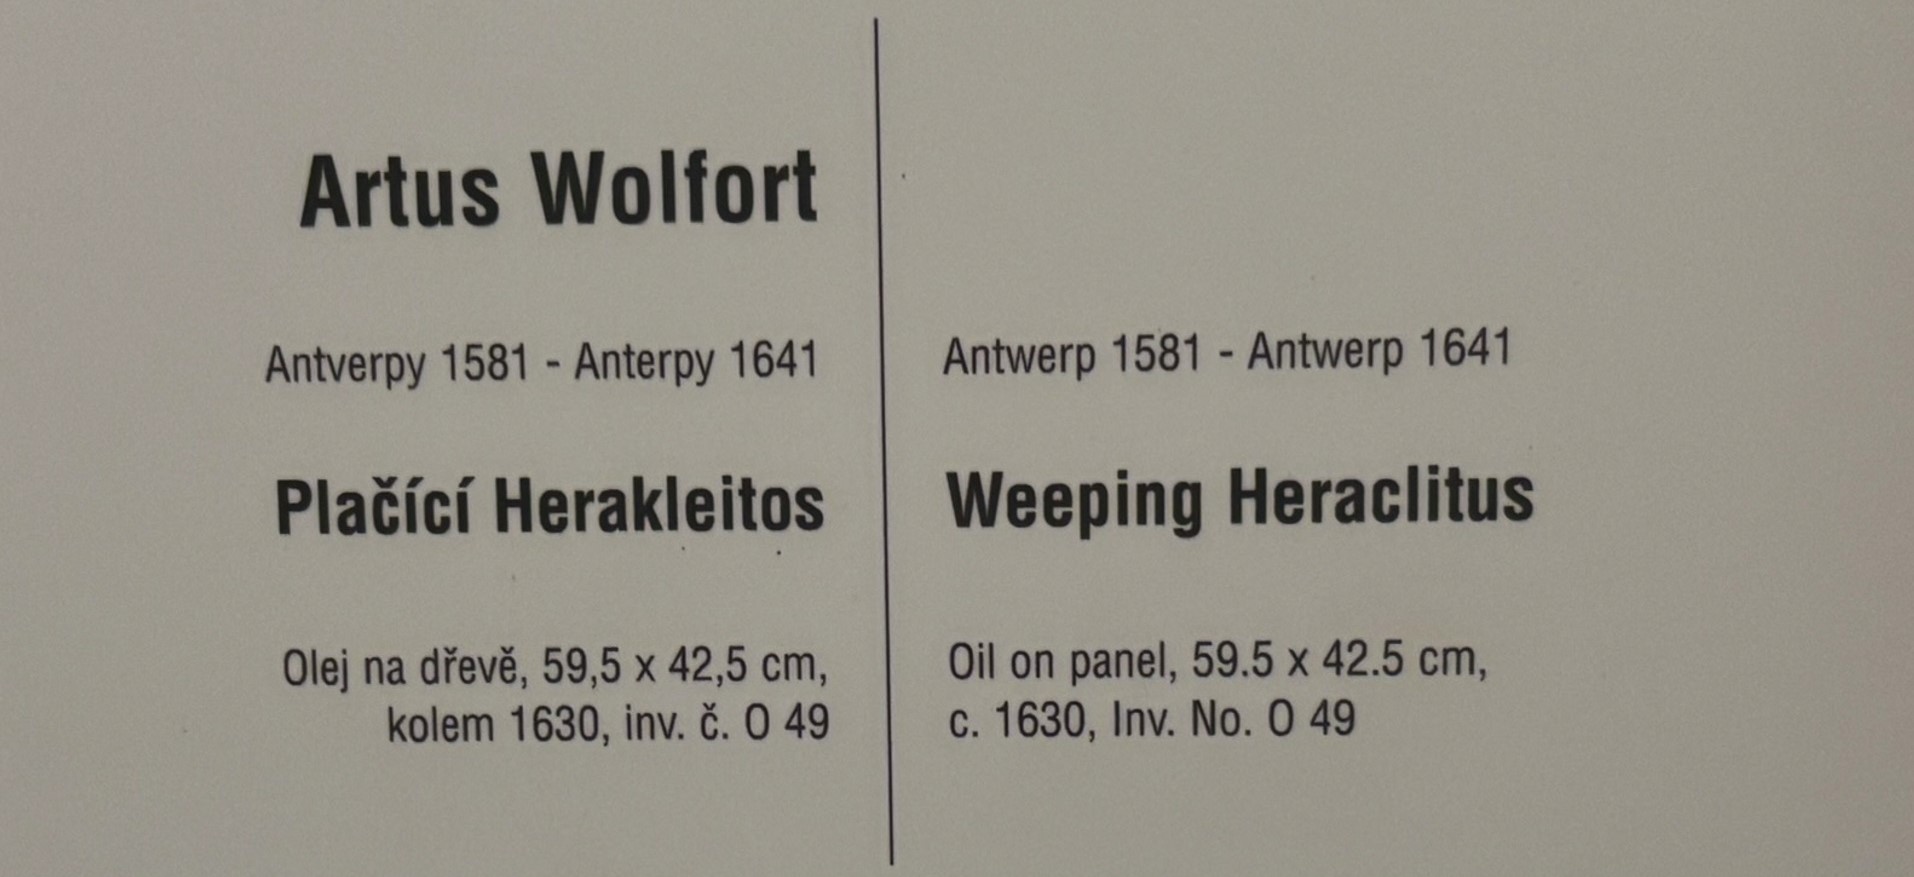 Artus Wolfort
Antverpy 1581 - Anterpy 1641
Plačící Herakleitos
Olej na dřevě, 59,5 x 42,5 cm,
kolem 1630, inv. č. O 49
Antwerp 1581 - Antwerp 1641
Weeping Heraclitus
Oil on panel, 59.5 x 42.5 cm,
c. 1630, Inv. No. O 49